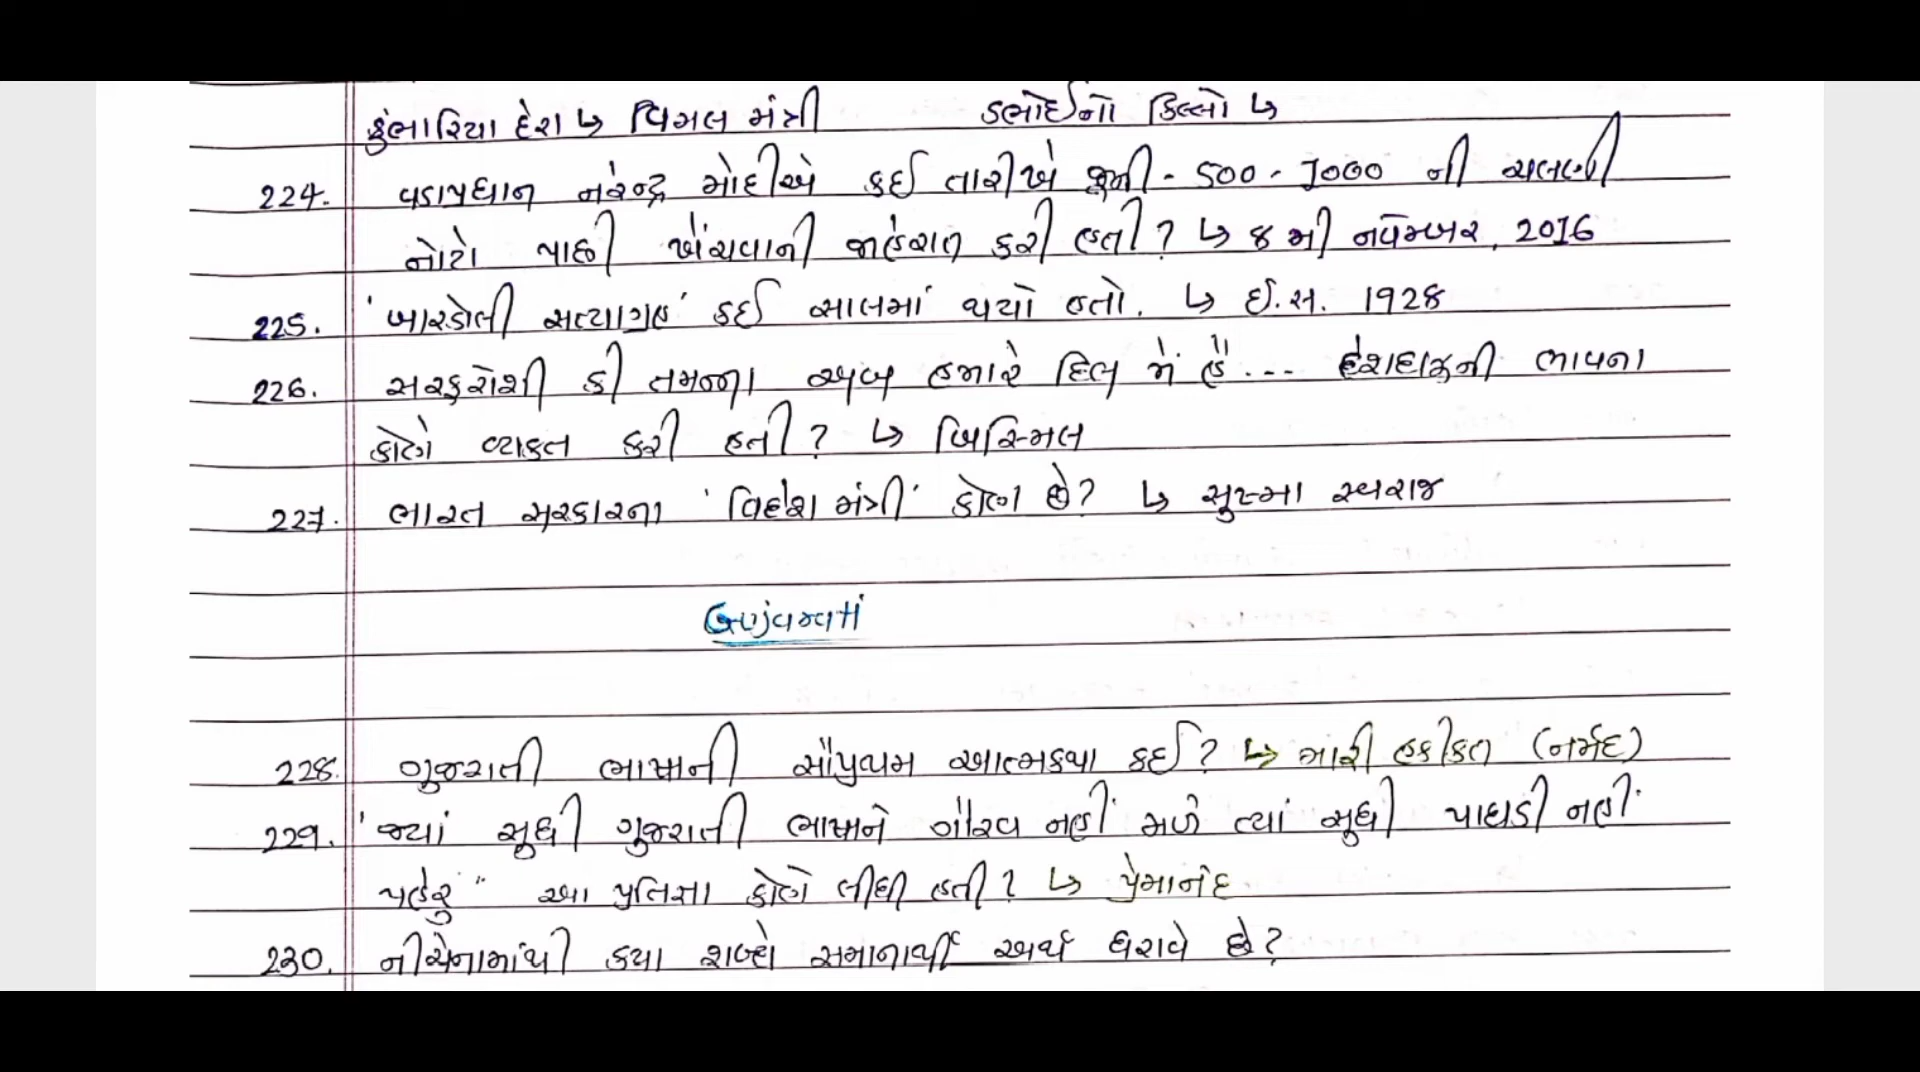 કુંભારિયા દેરા ↳ વિમલ મંત્રી ડભોઈનો કિલ્લો ↳
224. વડાપ્રધાન નરેન્દ્ર મોદીએ કઈ તારીખે જૂની - 500 - 1000 ની ચલણી
નોટો પાછી ખેંચવાની જાહેરાત કરી હતી? ↳ 8 મી નવેમ્બર, 2016
225. 'બારડોલી સત્યાગ્રહ' કઈ સાલમાં થયો હતો. ↳ ઈ.સ. 1928
226. સરફરોશી કી તમન્ના અબ હમારે દિલ મેં હૈં... દેશદાઝની ભાવના
કોણે વ્યક્ત કરી હતી? ↳ બિસ્મિલ
227. ભારત સરકારના 'વિદેશ મંત્રી' કોણ છે? ↳ સુષ્મા સ્વરાજ
Gujarati
228. ગુજરાતી ભાષાની સૌપ્રથમ આત્મકથા કઈ? ↳ મારી હકીકત (નર્મદ)
229. 'જ્યાં સુધી ગુજરાતી ભાષાને ગૌરવ નહીં મળે ત્યાં સુધી પાઘડી નહીં
પહેરું" આ પ્રતિજ્ઞા કોણે લીધી હતી? ↳ પ્રેમાનંદ
230. નીચેનામાંથી કયા શબ્દો સમાનાર્થી અર્થ ધરાવે છે?